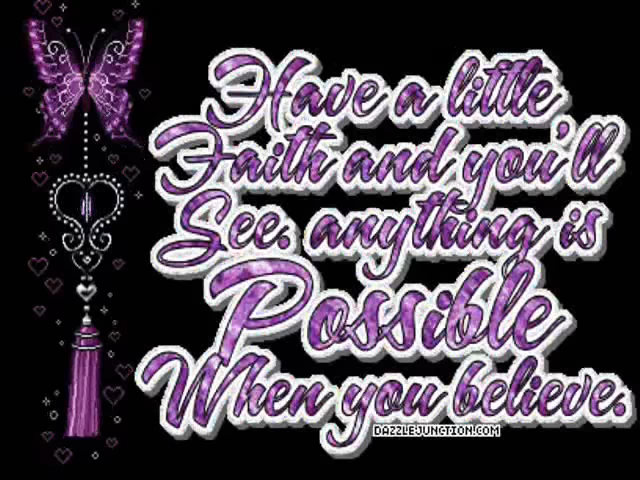 Have a little
Faith and you'll
See. anything is
Possible
When you believe.
DAZZLEJUNCTION.COM